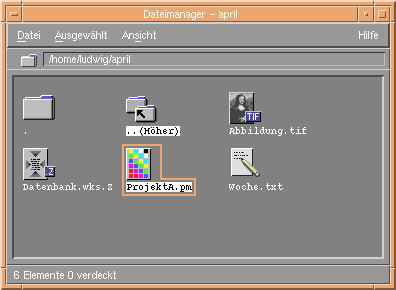 Dateimanager - april
Datei Ausgewählt Ansicht Hilfe
/home/ludwig/april
TIF
. ..(Höher) Abbildung.tif
.Z
Datenbank.wks.Z ProjektA.pm Woche.txt
6 Elemente 0 verdeckt